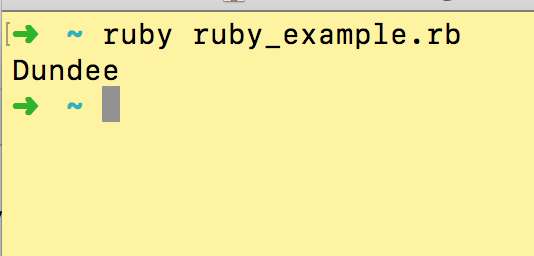 ➜ ~ ruby ruby_example.rb
Dundee
➜ ~